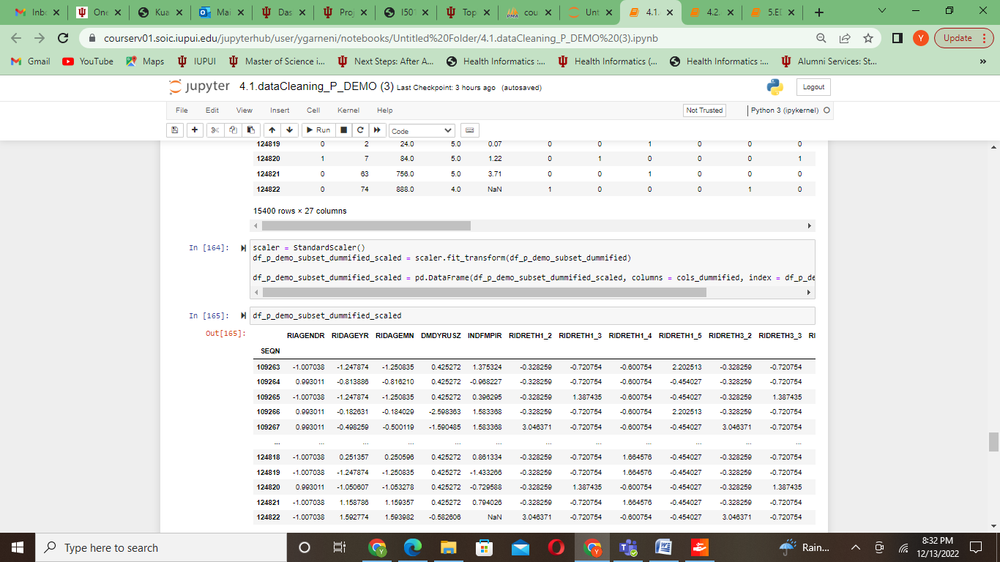 Inbo
One
Kua
Mai
Das
Proj
I501
Top
cou
Unt
4.1.
4.2.
5.El
courserv01.soic.iupui.edu/jupyterhub/user/ygarneni/notebooks/Untitled%20Folder/4.1.dataCleaning_P_DEMO%20(3).ipynb
Y
Update
Gmail
YouTube
Maps
IUPUI
Master of Science i...
Next Steps: After A...
Health Informatics :...
Health Informatics (...
Health Informatics :...
Alumni Services: St...
»
jupyter 4.1.dataCleaning_P_DEMO (3) Last Checkpoint: 3 hours ago (autosaved)
Logout
File Edit View Insert Cell Kernel Help
Not Trusted
Python 3 (ipykernel)
Run
Code
124819 0 2 24.0 5.0 0.07 0 0 1 0 0 0
124820 1 7 84.0 5.0 1.22 0 1 0 0 0 1
124821 0 63 756.0 5.0 3.71 0 0 1 0 0 0
124822 0 74 888.0 4.0 NaN 1 0 0 0 1 0
15400 rows × 27 columns
In [164]:
scaler = StandardScaler()
df_p_demo_subset_dummified_scaled = scaler.fit_transform(df_p_demo_subset_dummified)
df_p_demo_subset_dummified_scaled = pd.DataFrame(df_p_demo_subset_dummified_scaled, columns = cols_dummified, index = df_p_de
In [165]:
df_p_demo_subset_dummified_scaled
Out[165]:
RIAGENDR RIDAGEYR RIDAGEMN DMDYRUSZ INDFMPIR RIDRETH1_2 RIDRETH1_3 RIDRETH1_4 RIDRETH1_5 RIDRETH3_2 RIDRETH3_3 RI
SEQN
109263 -1.007038 -1.247874 -1.250835 0.425272 1.375324 -0.328259 -0.720754 -0.600754 2.202513 -0.328259 -0.720754
109264 0.993011 -0.813886 -0.816210 0.425272 -0.968227 -0.328259 -0.720754 -0.600754 -0.454027 -0.328259 -0.720754
109265 -1.007038 -1.247874 -1.250835 0.425272 0.396295 -0.328259 1.387435 -0.600754 -0.454027 -0.328259 1.387435
109266 0.993011 -0.182631 -0.184029 -2.598363 1.583368 -0.328259 -0.720754 -0.600754 2.202513 -0.328259 -0.720754
109267 0.993011 -0.498259 -0.500119 -1.590485 1.583368 3.046371 -0.720754 -0.600754 -0.454027 3.046371 -0.720754
... ... ... ... ... ... ... ... ... ... ... ...
124818 -1.007038 0.251357 0.250596 0.425272 0.861334 -0.328259 -0.720754 1.664576 -0.454027 -0.328259 -0.720754
124819 -1.007038 -1.247874 -1.250835 0.425272 -1.433266 -0.328259 -0.720754 1.664576 -0.454027 -0.328259 -0.720754
124820 0.993011 -1.050607 -1.053278 0.425272 -0.729588 -0.328259 1.387435 -0.600754 -0.454027 -0.328259 1.387435
124821 -1.007038 1.158786 1.159357 0.425272 0.794026 -0.328259 -0.720754 1.664576 -0.454027 -0.328259 -0.720754
124822 -1.007038 1.592774 1.593982 -0.582606 NaN 3.046371 -0.720754 -0.600754 -0.454027 3.046371 -0.720754
Type here to search
Rain...
8:32 PM
12/13/2022